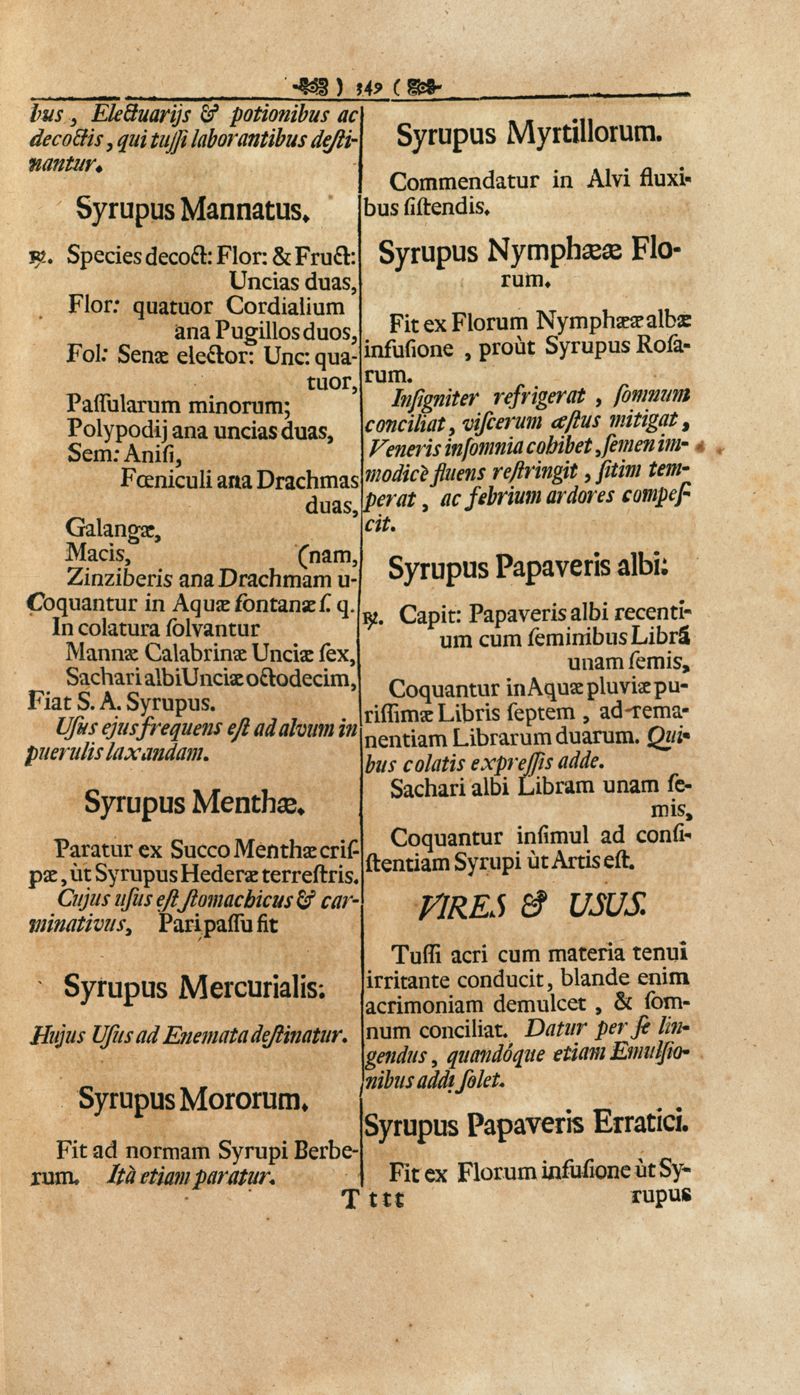 ) 349 (
bus, Electuarijs & potionibus ac
decoctis, qui tuſſi laborantibus deſti-
nantur.
Syrupus Mannatus.
℞. Species decoct: Flor: & Fruct:
Uncias duas,
Flor: quatuor Cordialium
ana Pugillos duos,
Fol: Senæ elector: Unc: qua-
tuor,
Paſſularum minorum;
Polypodij ana uncias duas,
Sem: Aniſi,
Fœniculi ana Drachmas
duas,
Galangæ,
Macis, (nam,
Zinziberis ana Drachmam u-
Coquantur in Aquæ fontanæ ſ. q.
In colatura ſolvantur
Mannæ Calabrinæ Unciæ ſex,
Sachari albi Unciæ octodecim,
Fiat S. A. Syrupus.
Uſus ejus frequens eſt ad alvum in
puerulis laxandam.
Syrupus Menthæ.
Paratur ex Succo Menthæ criſ-
pæ, ùt Syrupus Hederæ terreſtris.
Cujus uſus eſt ſtomachicus & car-
minativus, Pari paſſu fit
Syrupus Mercurialis:
Hujus Uſus ad Enemata deſtinatur.
Syrupus Mororum.
Fit ad normam Syrupi Berbe-
rum. Ità etiam paratur.
Syrupus Myrtillorum.
Commendatur in Alvi fluxi-
bus ſiſtendis.
Syrupus Nymphææ Flo-
rum.
Fit ex Florum Nymphææ albæ
infuſione, proùt Syrupus Roſa-
rum.
Inſigniter refrigerat, ſomnum
conciliat, viſcerum æſtus mitigat,
Veneris inſomnia cohibet, ſemen im-
modicè fluens reſtringit, ſitim tem-
perat, ac febrium ardores compeſ-
cit.
Syrupus Papaveris albi:
℞. Capit: Papaveris albi recenti-
um cum ſeminibus Librã
unam ſemis,
Coquantur in Aquæ pluviæ pu-
riſſimæ Libris ſeptem, ad rema-
nentiam Librarum duarum. Qui-
bus colatis expreſſis adde.
Sachari albi Libram unam ſe-
mis,
Coquantur inſimul ad conſi-
ſtentiam Syrupi ùt Artis eſt.
VIRES & USUS.
Tuſſi acri cum materia tenui
irritante conducit, blande enim
acrimoniam demulcet, & ſom-
num conciliat. Datur per ſe lin-
gendus, quandóque etiam Emulſio-
nibus addi ſolet.
Syrupus Papaveris Erratici.
Fit ex Florum infuſione ùt Sy-
T ttt rupus